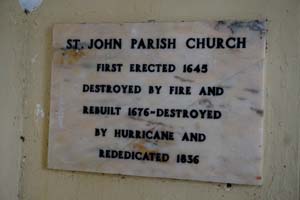 ST. JOHN PARISH CHURCH
FIRST ERECTED 1645
DESTROYED BY FIRE AND
REBUILT 1676-DESTROYED
BY HURRICANE AND
REDEDICATED 1836